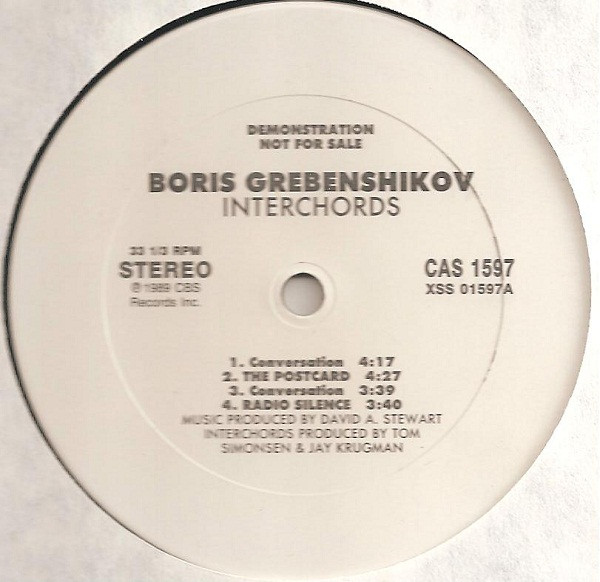 DEMONSTRATION
NOT FOR SALE
BORIS GREBENSHIKOV
INTERCHORDS
33 1/3 RPM
STEREO
℗ 1989 CBS
Records Inc.
CAS 1597
XSS 01597A
1. Conversation 4:17
2. THE POSTCARD 4:27
3. Conversation 3:39
4. RADIO SILENCE 3:40
MUSIC PRODUCED BY DAVID A. STEWART
INTERCHORDS PRODUCED BY TOM
SIMONSEN & JAY KRUGMAN